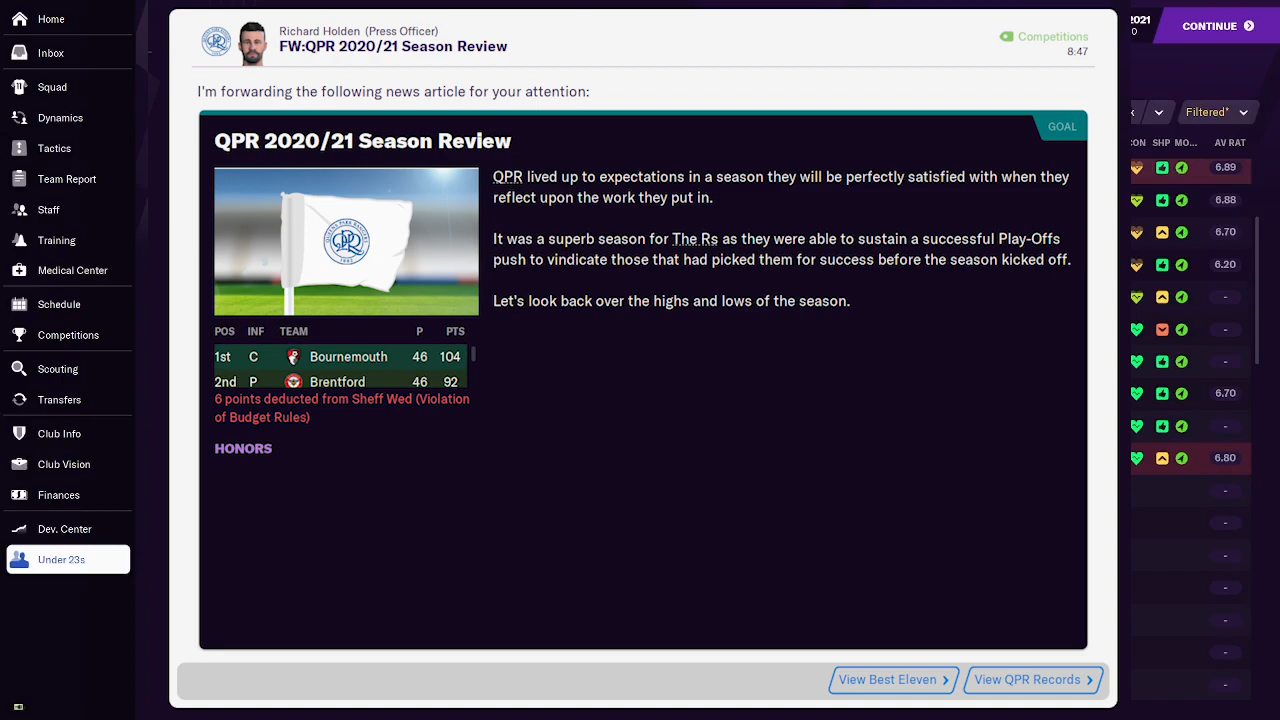 Home
Inbox
Squad
Dynamics
Tactics
Team Report
Staff
Training
Medical Center
Schedule
Competitions
Scouting
Transfers
Club Info
Club Vision
Finances
Dev. Center
Under 23s
Richard Holden (Press Officer)
FW:QPR 2020/21 Season Review
Competitions
8:47
I'm forwarding the following news article for your attention:
QPR 2020/21 Season Review
GOAL
QPR lived up to expectations in a season they will be perfectly satisfied with when they
reflect upon the work they put in.
It was a superb season for The Rs as they were able to sustain a successful Play-Offs
push to vindicate those that had picked them for success before the season kicked off.
Let's look back over the highs and lows of the season.
POS INF TEAM P PTS
1st C Bournemouth 46 104
2nd P Brentford 46 92
6 points deducted from Sheff Wed (Violation
of Budget Rules)
HONORS
View Best Eleven
View QPR Records
2021
CONTINUE
Filtered*
CON SHP MO... AV RAT
6.89
6.88
6.70
6.20
-
-
-
6.70
-
6.80
-
-
-
-
-
-
-